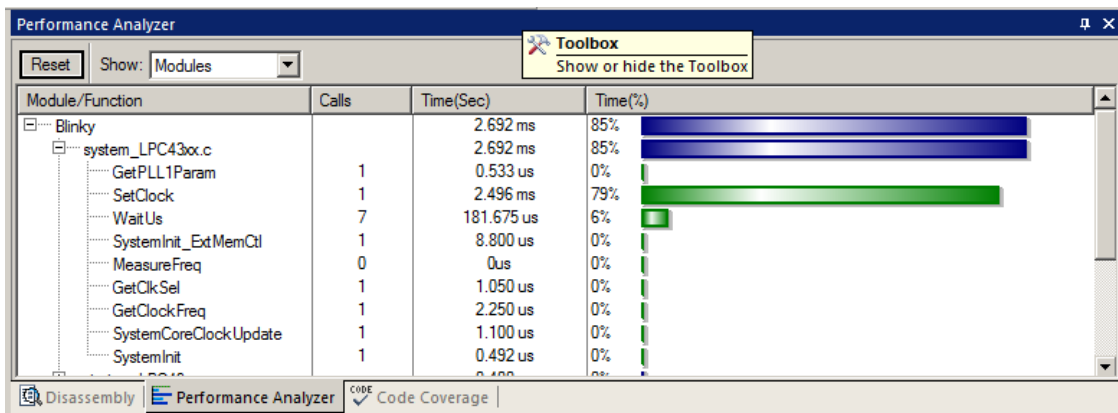 Performance Analyzer
Toolbox
Show or hide the Toolbox
Reset Show: Modules
Module/Function Calls Time(Sec) Time(%)
Blinky 2.692 ms 85%
system_LPC43xx.c 2.692 ms 85%
GetPLL1Param 1 0.533 us 0%
SetClock 1 2.496 ms 79%
WaitUs 7 181.675 us 6%
SystemInit_ExtMemCtl 1 8.800 us 0%
MeasureFreq 0 0us 0%
GetClkSel 1 1.050 us 0%
GetClockFreq 1 2.250 us 0%
SystemCoreClockUpdate 1 1.100 us 0%
SystemInit 1 0.492 us 0%
Disassembly Performance Analyzer CODE Code Coverage